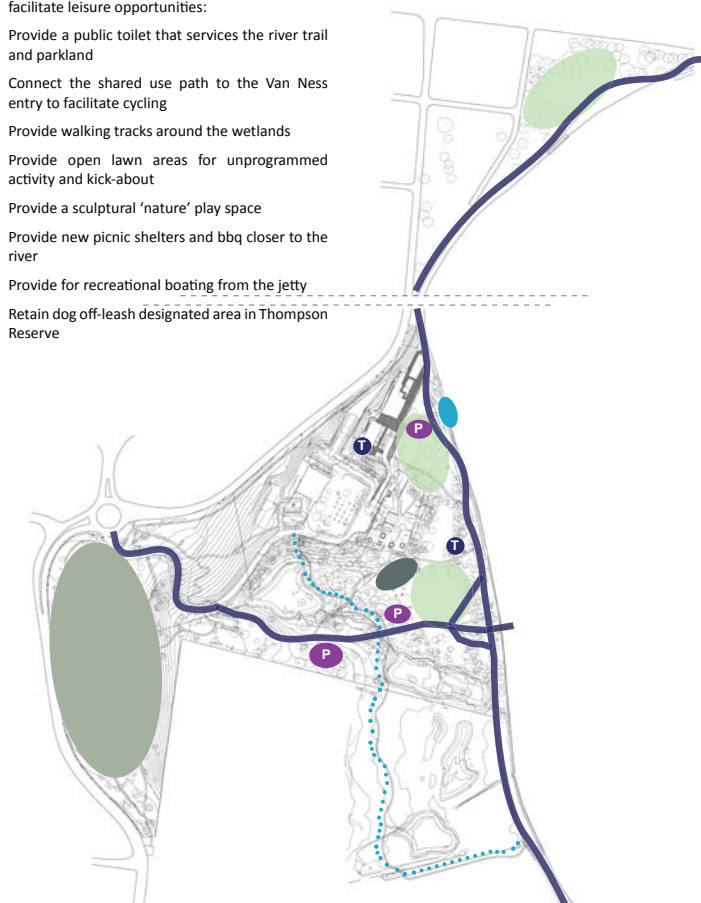 facilitate leisure opportunities:
Provide a public toilet that services the river trail
and parkland
Connect the shared use path to the Van Ness
entry to facilitate cycling
Provide walking tracks around the wetlands
Provide open lawn areas for unprogrammed
activity and kick-about
Provide a sculptural ‘nature’ play space
Provide new picnic shelters and bbq closer to the
river
Provide for recreational boating from the jetty
Retain dog off-leash designated area in Thompson
Reserve
P
T
T
P
P